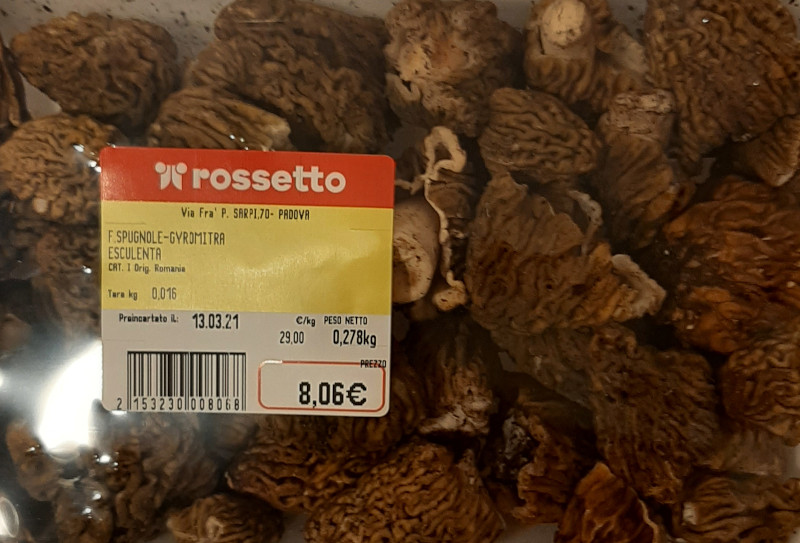 rossetto
Via Fra' P. SARPI,70- PADOVA
F.SPUGNOLE-GYROMITRA
ESCULENTA
CAT. I Orig. Romania
Tara kg 0,016
Preincartato il: 13.03.21
€/kg PESO NETTO
29,00 0,278kg
PREZZO
8,06€
2 153230 008068